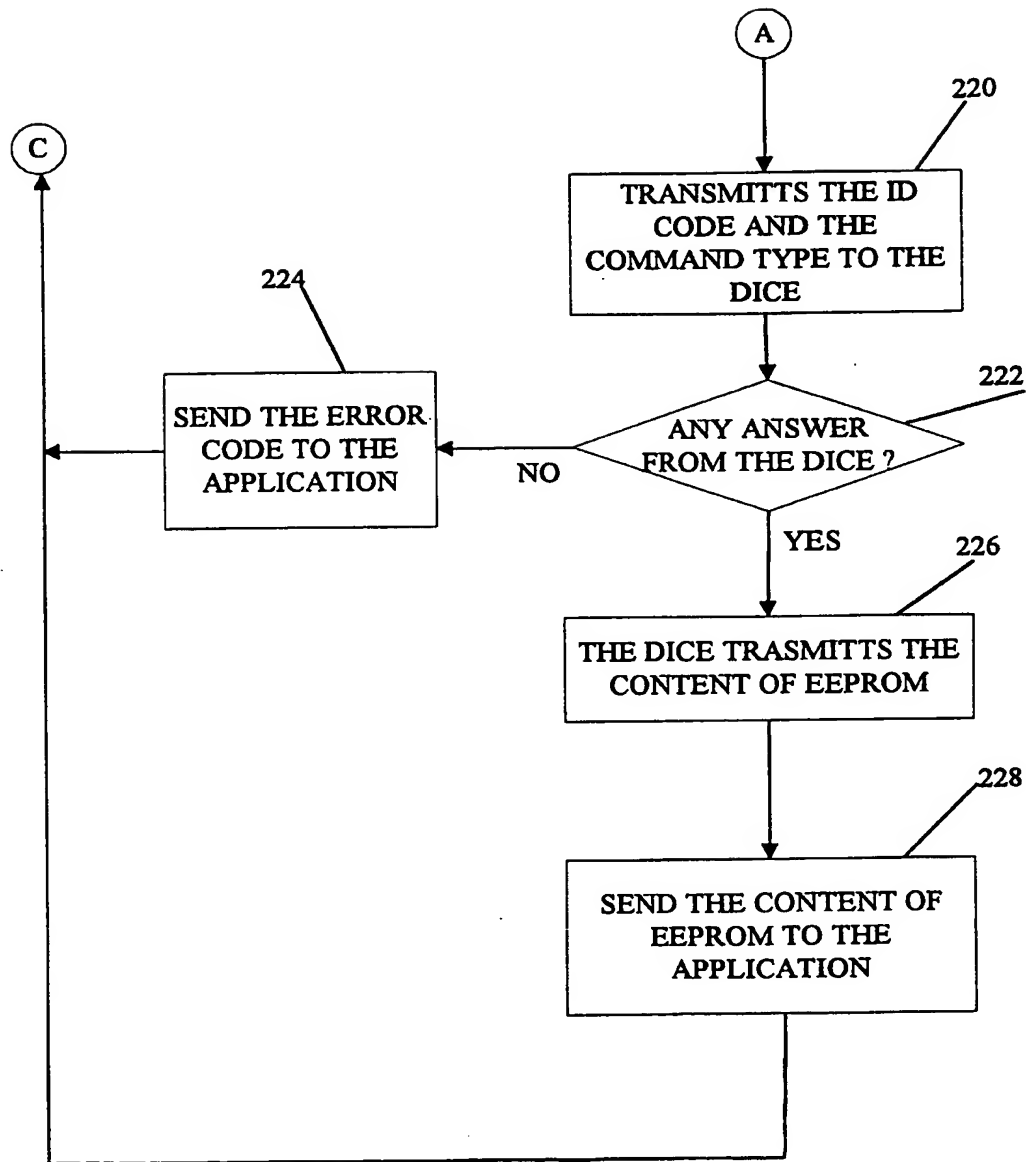 A
220
C
TRANSMITTS THE ID
CODE AND THE
COMMAND TYPE TO THE
DICE
224
222
SEND THE ERROR
CODE TO THE
APPLICATION
ANY ANSWER
FROM THE DICE ?
NO
YES
226
THE DICE TRASMITTS THE
CONTENT OF EEPROM
228
SEND THE CONTENT OF
EEPROM TO THE
APPLICATION